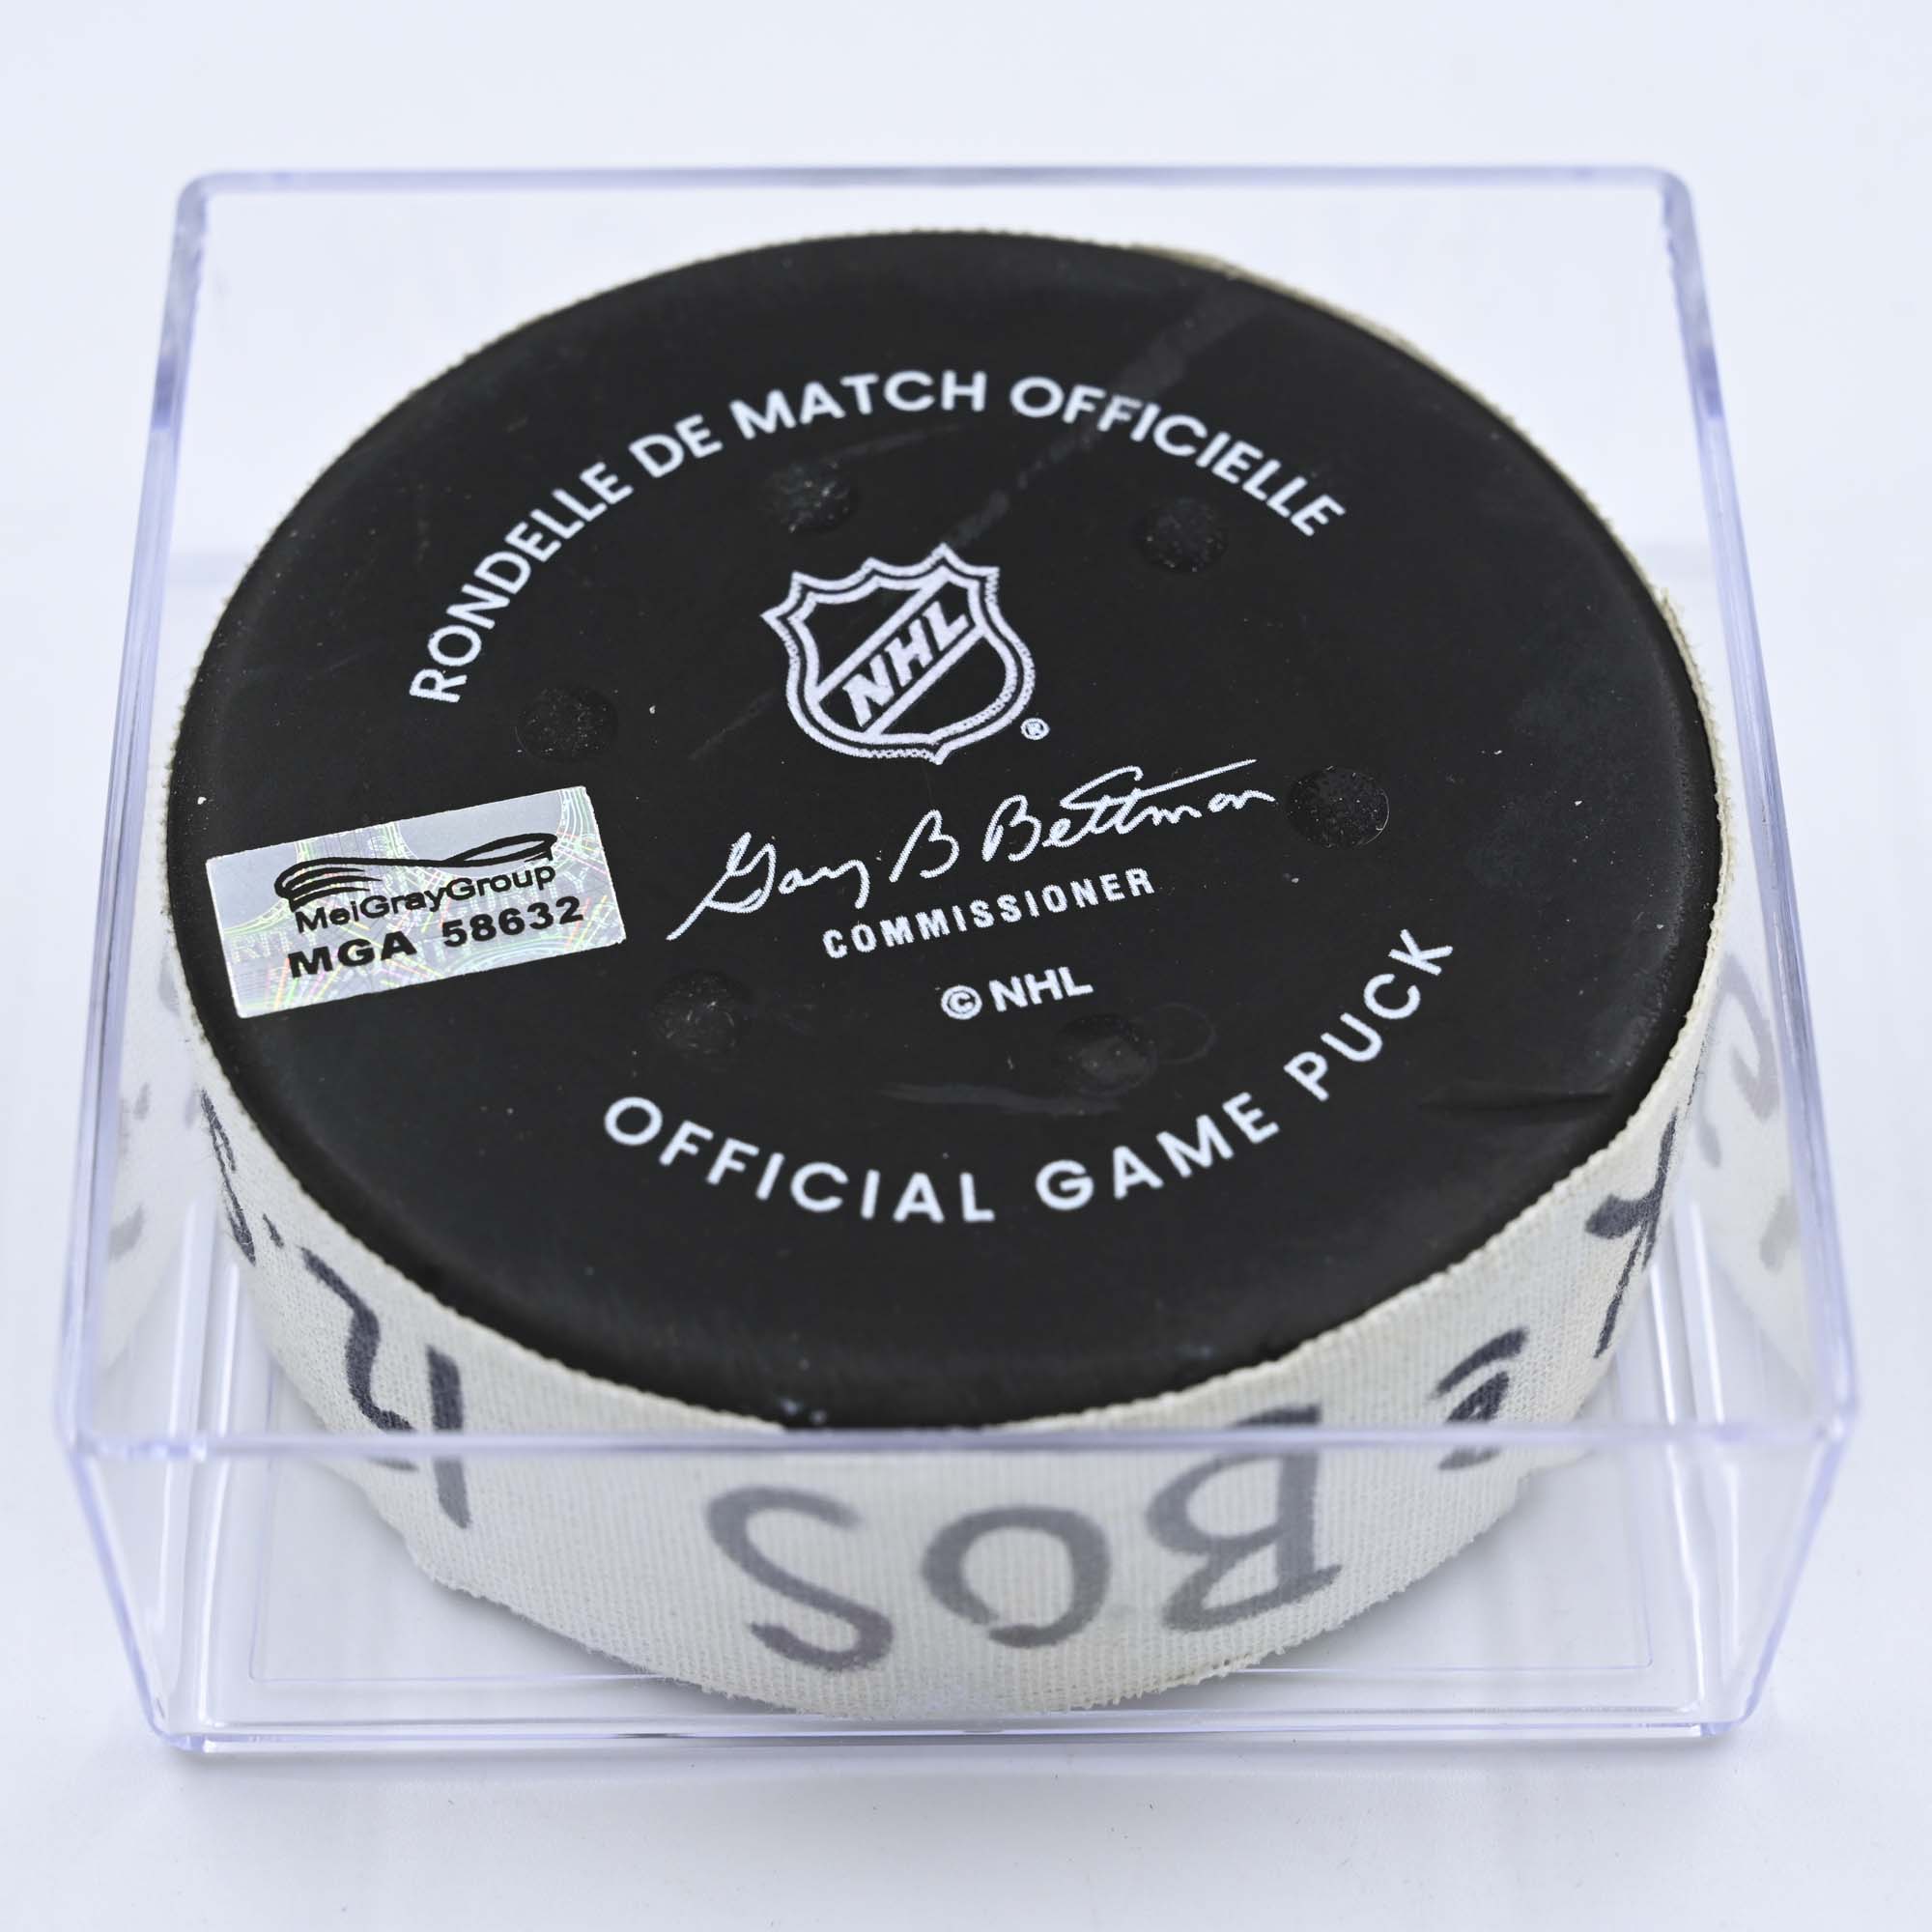 RONDELLE DE MATCH OFFICIELLE
NHL
®
Gary B Bettman
COMMISSIONER
© NHL
MeiGrayGroup
MGA 58632
OFFICIAL GAME PUCK
BOS